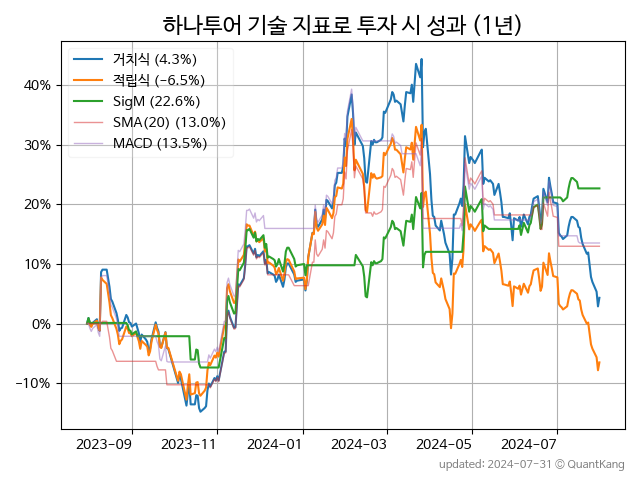 하나투어 기술 지표로 투자 시 성과 (1년)
거치식 (4.3%)
적립식 (−6.5%)
SigM (22.6%)
SMA(20) (13.0%)
MACD (13.5%)
40%
30%
20%
10%
0%
−10%
2023−09
2023−11
2024−01
2024−03
2024−05
2024−07
updated: 2024-07-31 © QuantKang